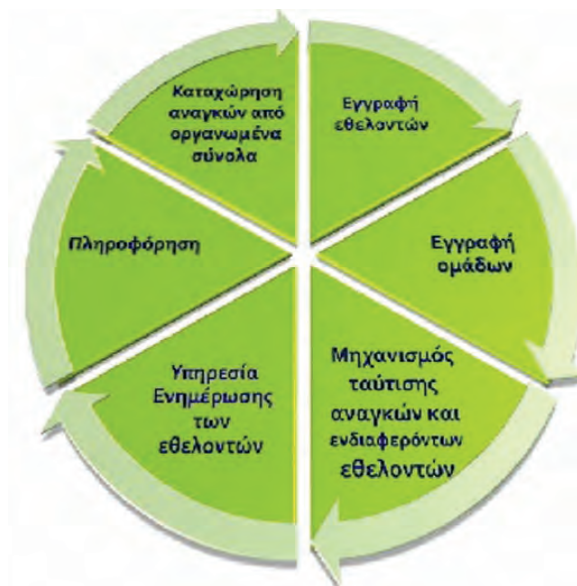 Καταχώρηση
αναγκών από
οργανωμένα
σύνολα
Εγγραφή
εθελοντών
Εγγραφή
ομάδων
Μηχανισμός
ταύτισης
αναγκών και
ενδιαφερόντων
εθελοντών
Υπηρεσία
Ενημέρωσης
των
εθελοντών
Πληροφόρηση